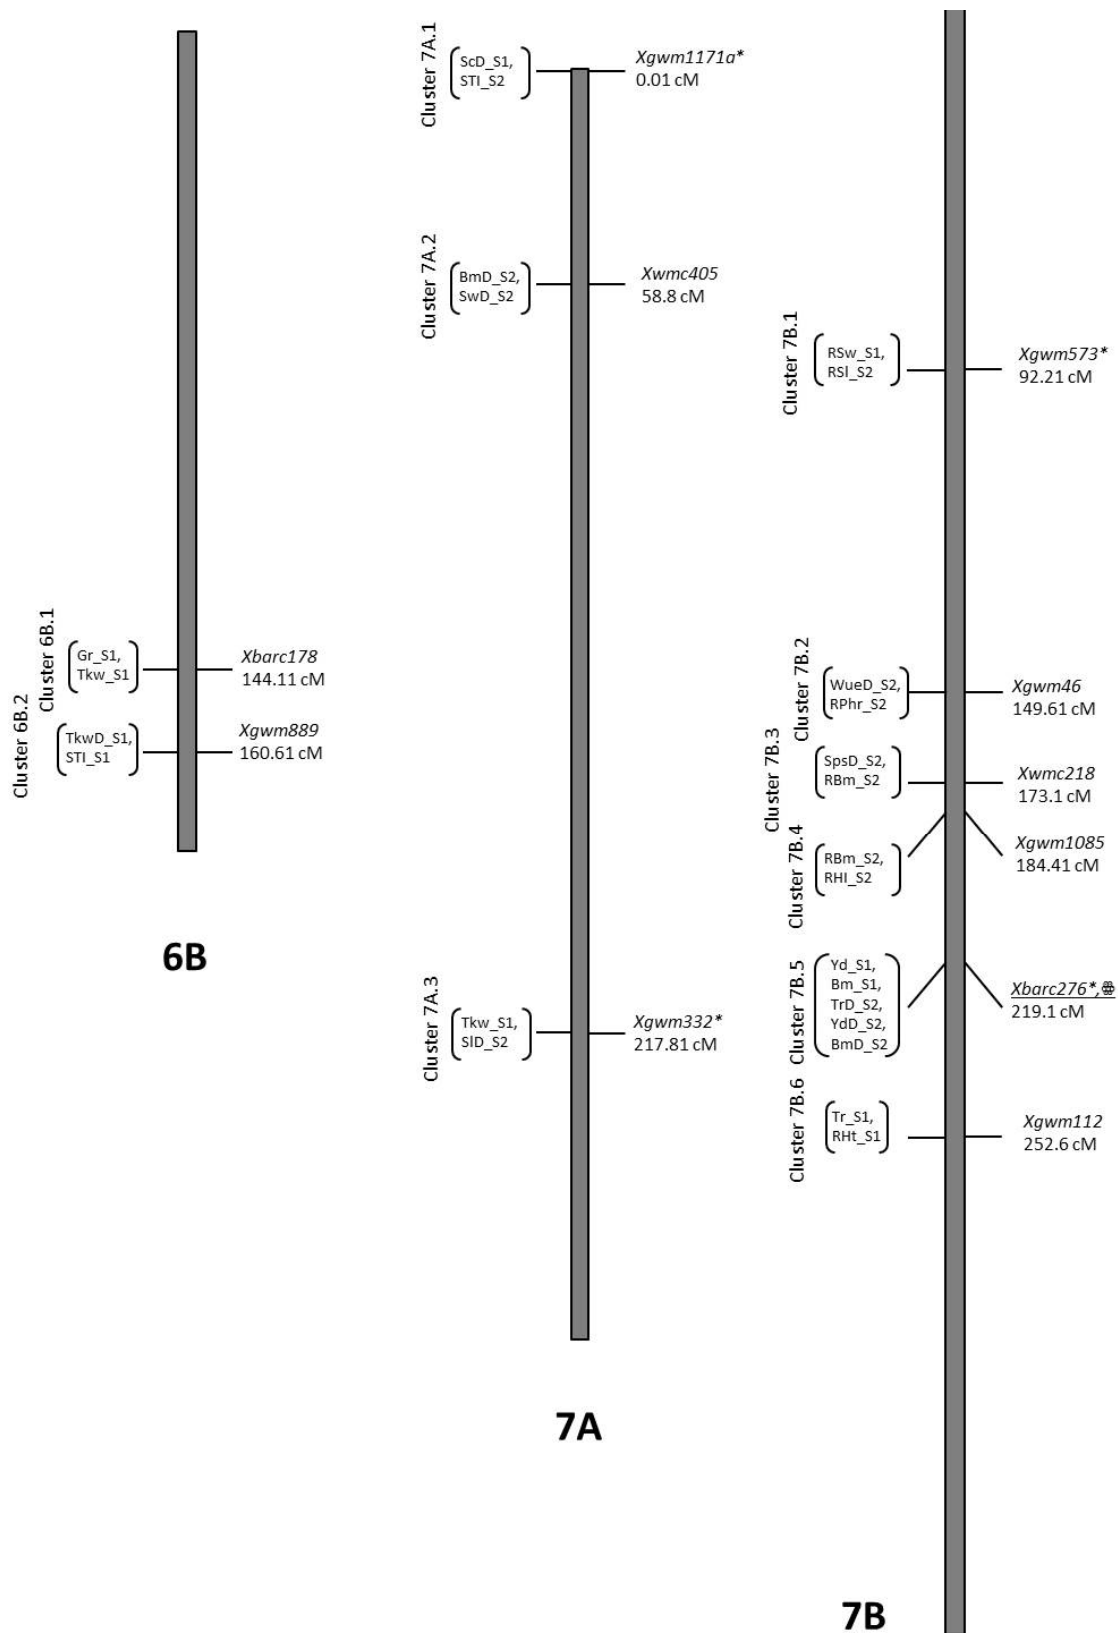 Cluster 6B.1
Gr_S1,
Tkw_S1
Xbarc178
144.11 cM
Cluster 6B.2
TkwD_S1,
STI_S1
Xgwm889
160.61 cM
6B
Cluster 7A.1
ScD_S1,
STI_S2
Xgwm1171a*
0.01 cM
Cluster 7A.2
BmD_S2,
SwD_S2
Xwmc405
58.8 cM
Cluster 7A.3
Tkw_S1,
SlD_S2
Xgwm332*
217.81 cM
7A
Cluster 7B.1
RSw_S1,
RSl_S2
Xgwm573*
92.21 cM
Cluster 7B.2
WueD_S2,
RPhr_S2
Xgwm46
149.61 cM
Cluster 7B.3
SpsD_S2,
RBm_S2
Xwmc218
173.1 cM
Cluster 7B.4
RBm_S2,
RHI_S2
Xgwm1085
184.41 cM
Cluster 7B.5
Yd_S1,
Bm_S1,
TrD_S2,
YdD_S2,
BmD_S2
Xbarc276*,
219.1 cM
Cluster 7B.6
Tr_S1,
RHt_S1
Xgwm112
252.6 cM
7B